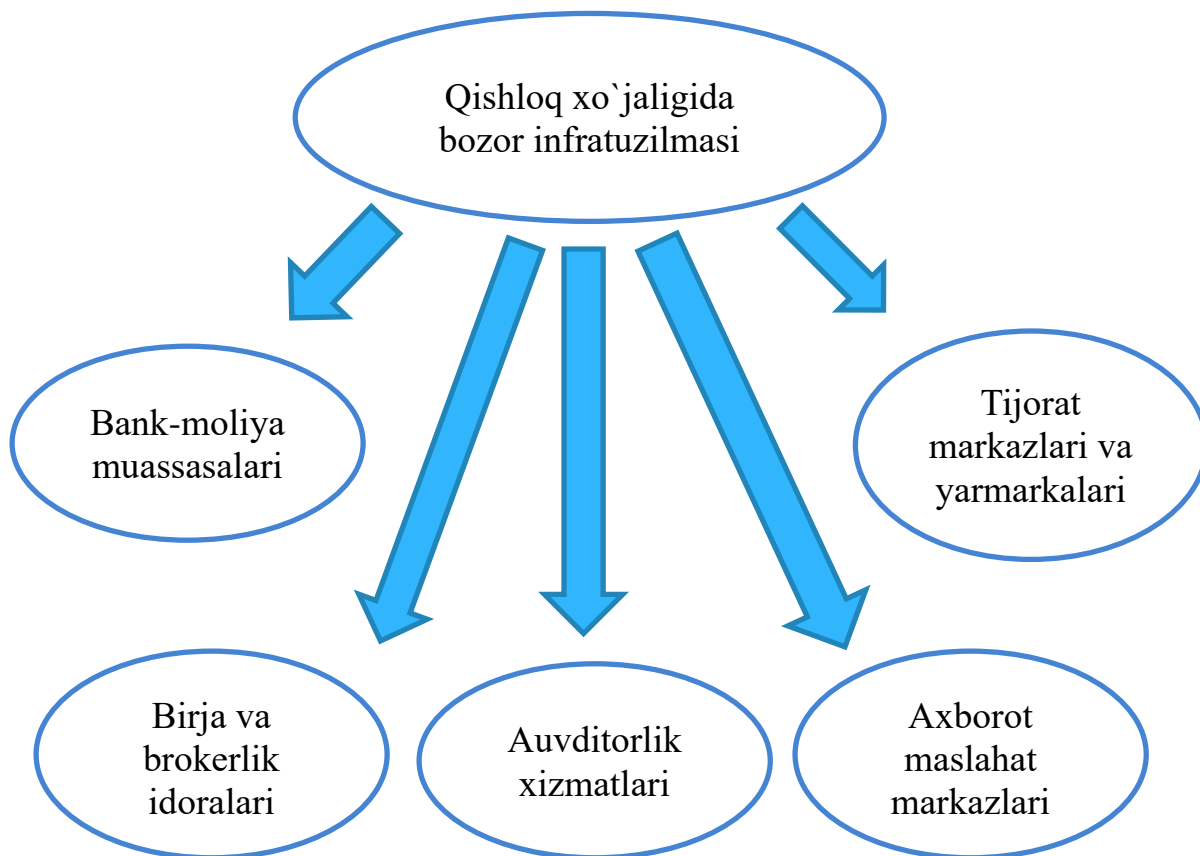 Qishloq xo`jaligida
bozor infratuzilmasi
Bank-moliya
muassasalari
Tijorat
markazlari va
yarmarkalari
Birja va
brokerlik
idoralari
Auvditorlik
xizmatlari
Axborot
maslahat
markazlari